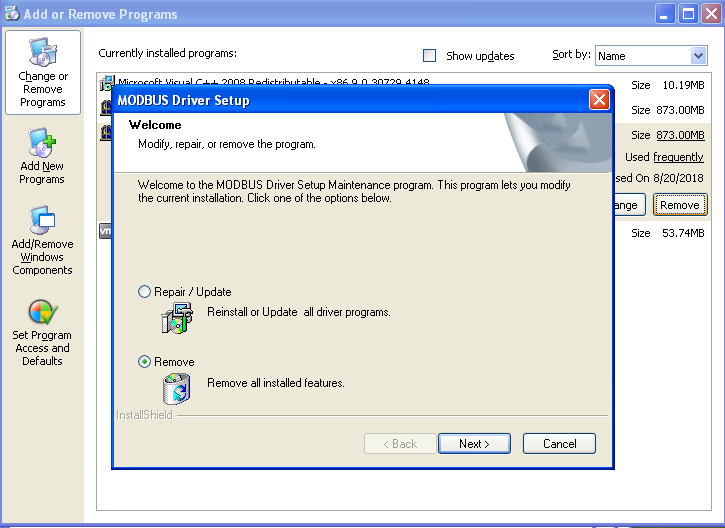 Add or Remove Programs
Change or
Remove
Programs
Add New
Programs
Add/Remove
Windows
Components
Set Program
Access and
Defaults
Currently installed programs:
Show updates
Sort by:
Name
Microsoft Visual C++ 2008 Redistributable - x86 9.0.30729.4148
Size 10.19MB
Size 873.00MB
Size 873.00MB
Used frequently
sed On 8/20/2018
ange
Remove
Size 53.74MB
MODBUS Driver Setup
Welcome
Modify, repair, or remove the program.
Welcome to the MODBUS Driver Setup Maintenance program. This program lets you modify
the current installation. Click one of the options below.
Repair / Update
Reinstall or Update all driver programs.
Remove
Remove all installed features.
InstallShield
< Back
Next >
Cancel